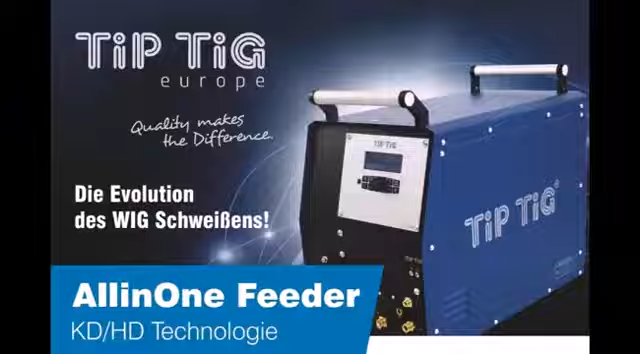 TiP TiG
europe
Quality makes
the Difference.
Die Evolution
des WIG Schweißens!
TIP TIG
TiP TiG
AllinOne Feeder
KD/HD Technologie